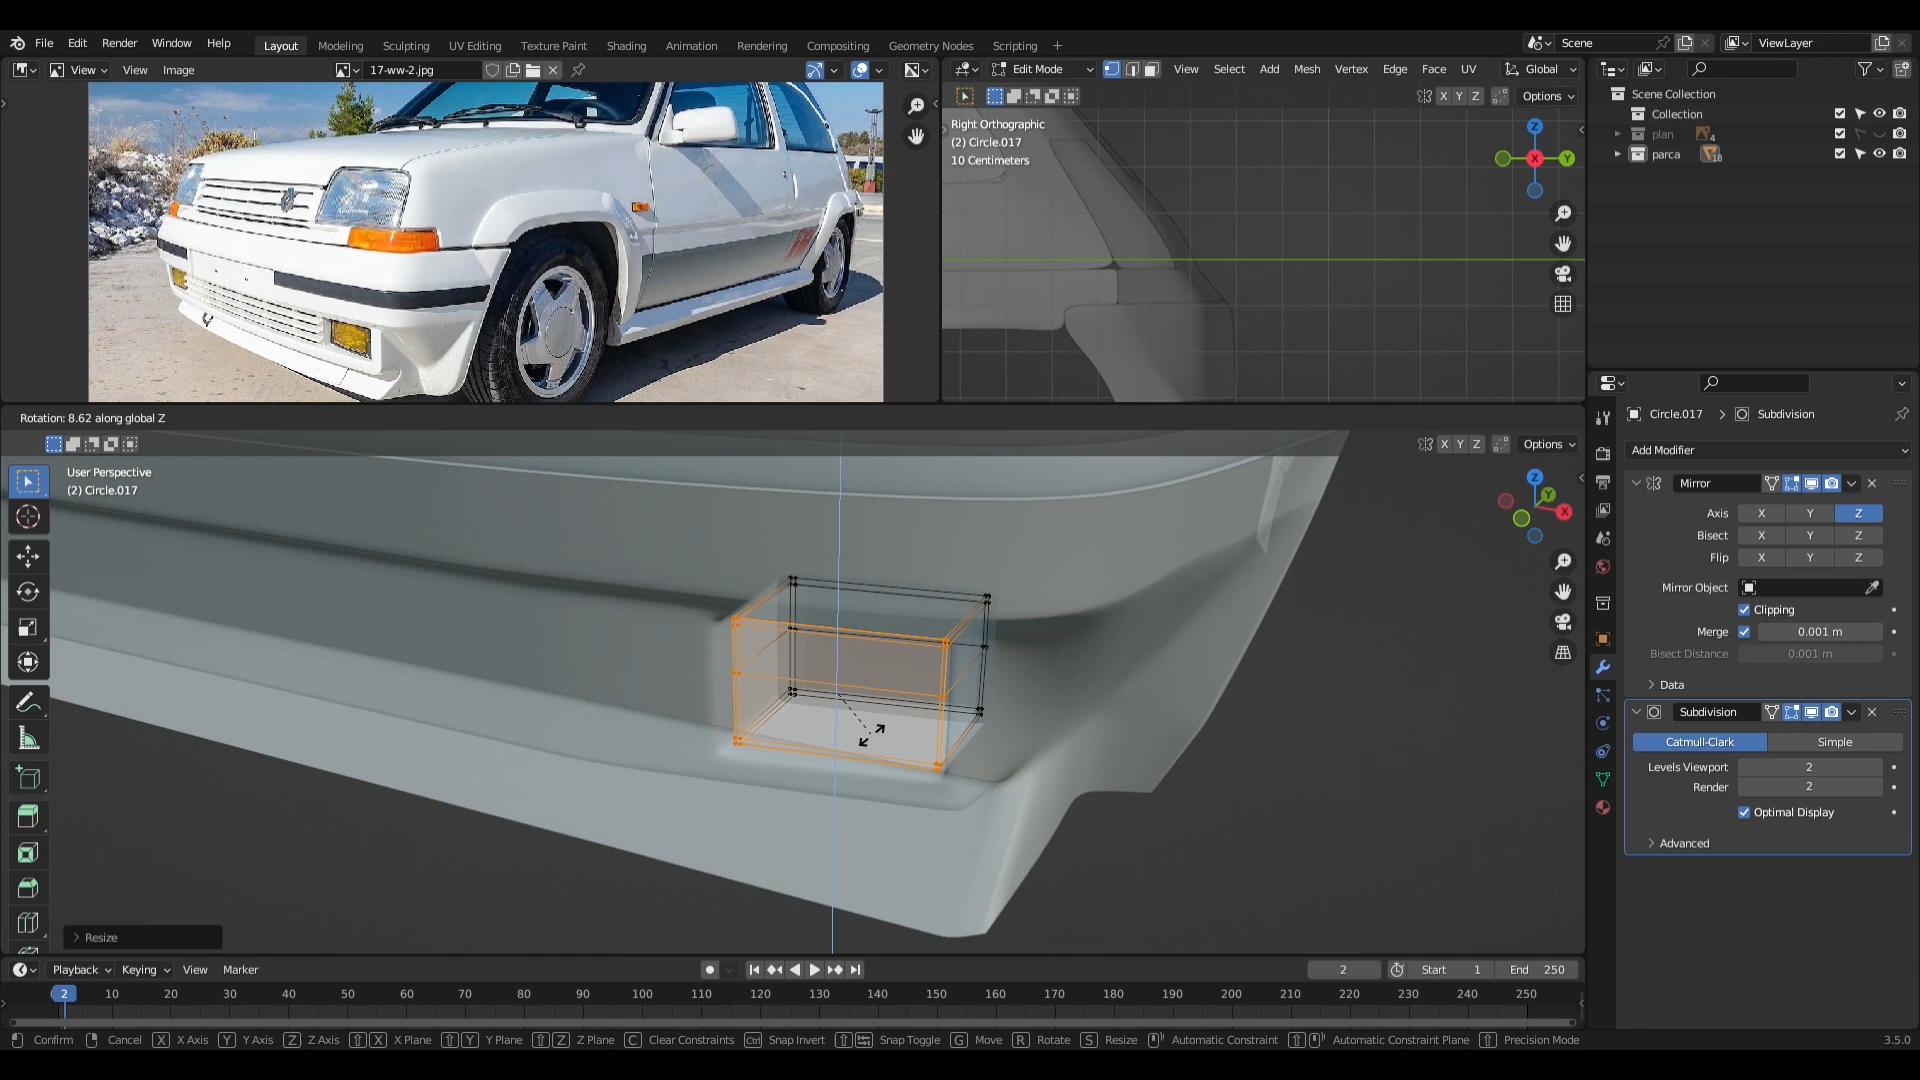 File Edit Render Window Help Layout Modeling Sculpting UV Editing Texture Paint Shading Animation Rendering Compositing Geometry Nodes Scripting + Scene ViewLayer
View View Image 17-ww-2.jpg Edit Mode View Select Add Mesh Vertex Edge Face UV Global
X Y Z Options
Right Orthographic
(2) Circle.017
10 Centimeters
Z
X
Y
Scene Collection
Collection
plan 4
parca 18
Rotation: 8.62 along global Z
X Y Z Options
User Perspective
(2) Circle.017
Z
Y
X
Resize
Circle.017 > Subdivision
Add Modifier
Mirror
Axis X Y Z
Bisect X Y Z
Flip X Y Z
Mirror Object
Clipping
Merge 0.001 m
Bisect Distance 0.001 m
Data
Subdivision
Catmull-Clark Simple
Levels Viewport 2
Render 2
Optimal Display
Advanced
Playback Keying View Marker 2 Start 1 End 250
2 10 20 30 40 50 60 70 80 90 100 110 120 130 140 150 160 170 180 190 200 210 220 230 240 250
Confirm Cancel X X Axis Y Y Axis Z Z Axis X X Plane Y Y Plane Z Z Plane C Clear Constraints Ctrl Snap Invert Snap Toggle G Move R Rotate S Resize Automatic Constraint Automatic Constraint Plane Precision Mode 3.5.0